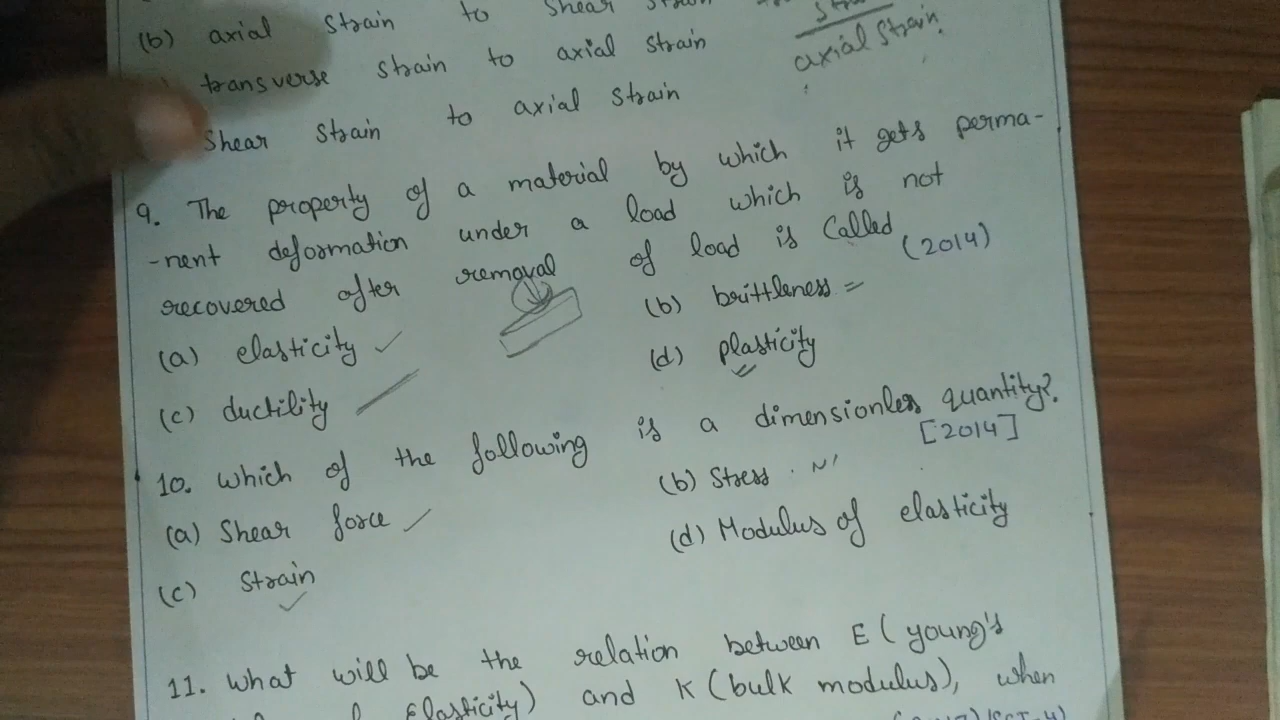 (b) axial strain to shear strain
axial strain.
transverse strain to axial strain
shear strain to axial strain
9. The property of a material by which it gets perma-
-nent deformation under a load which is not
recovered after removal of load is called (2014)
(a) elasticity (b) brittleness
(c) ductility (d) plasticity
10. which of the following is a dimensionless quantity?
[2014]
(a) Shear force (b) Stress
(c) Strain (d) Modulus of elasticity
11. what will be the relation between E (young's
Elasticity) and K (bulk modulus), when